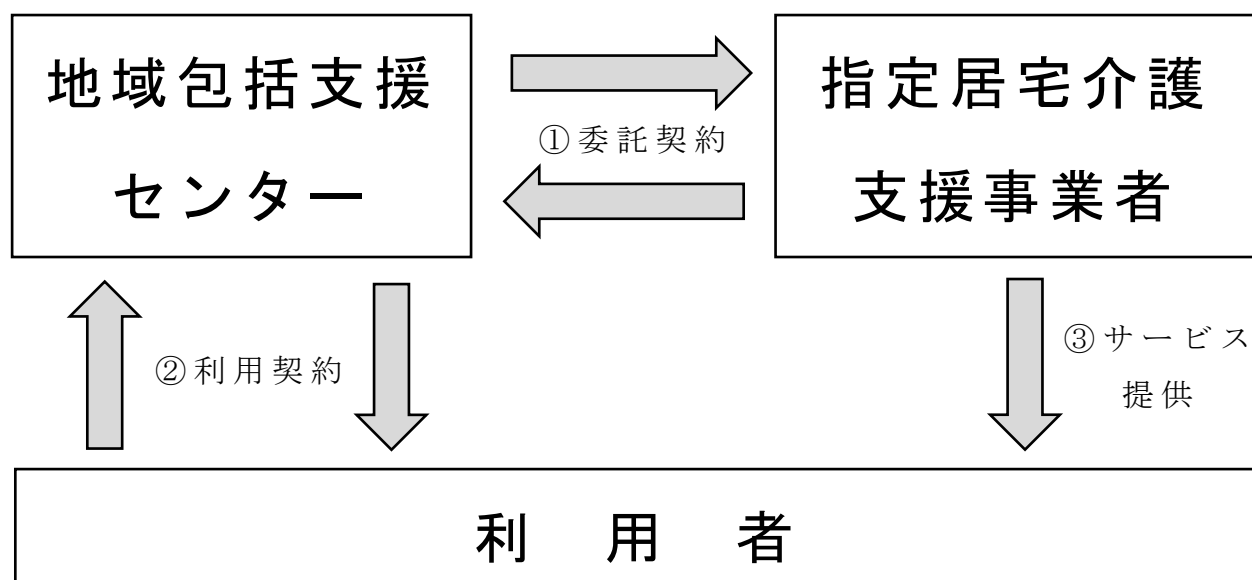 地域包括支援
センター
①委託契約
指定居宅介護
支援事業者
②利用契約
③サービス
提供
利用者